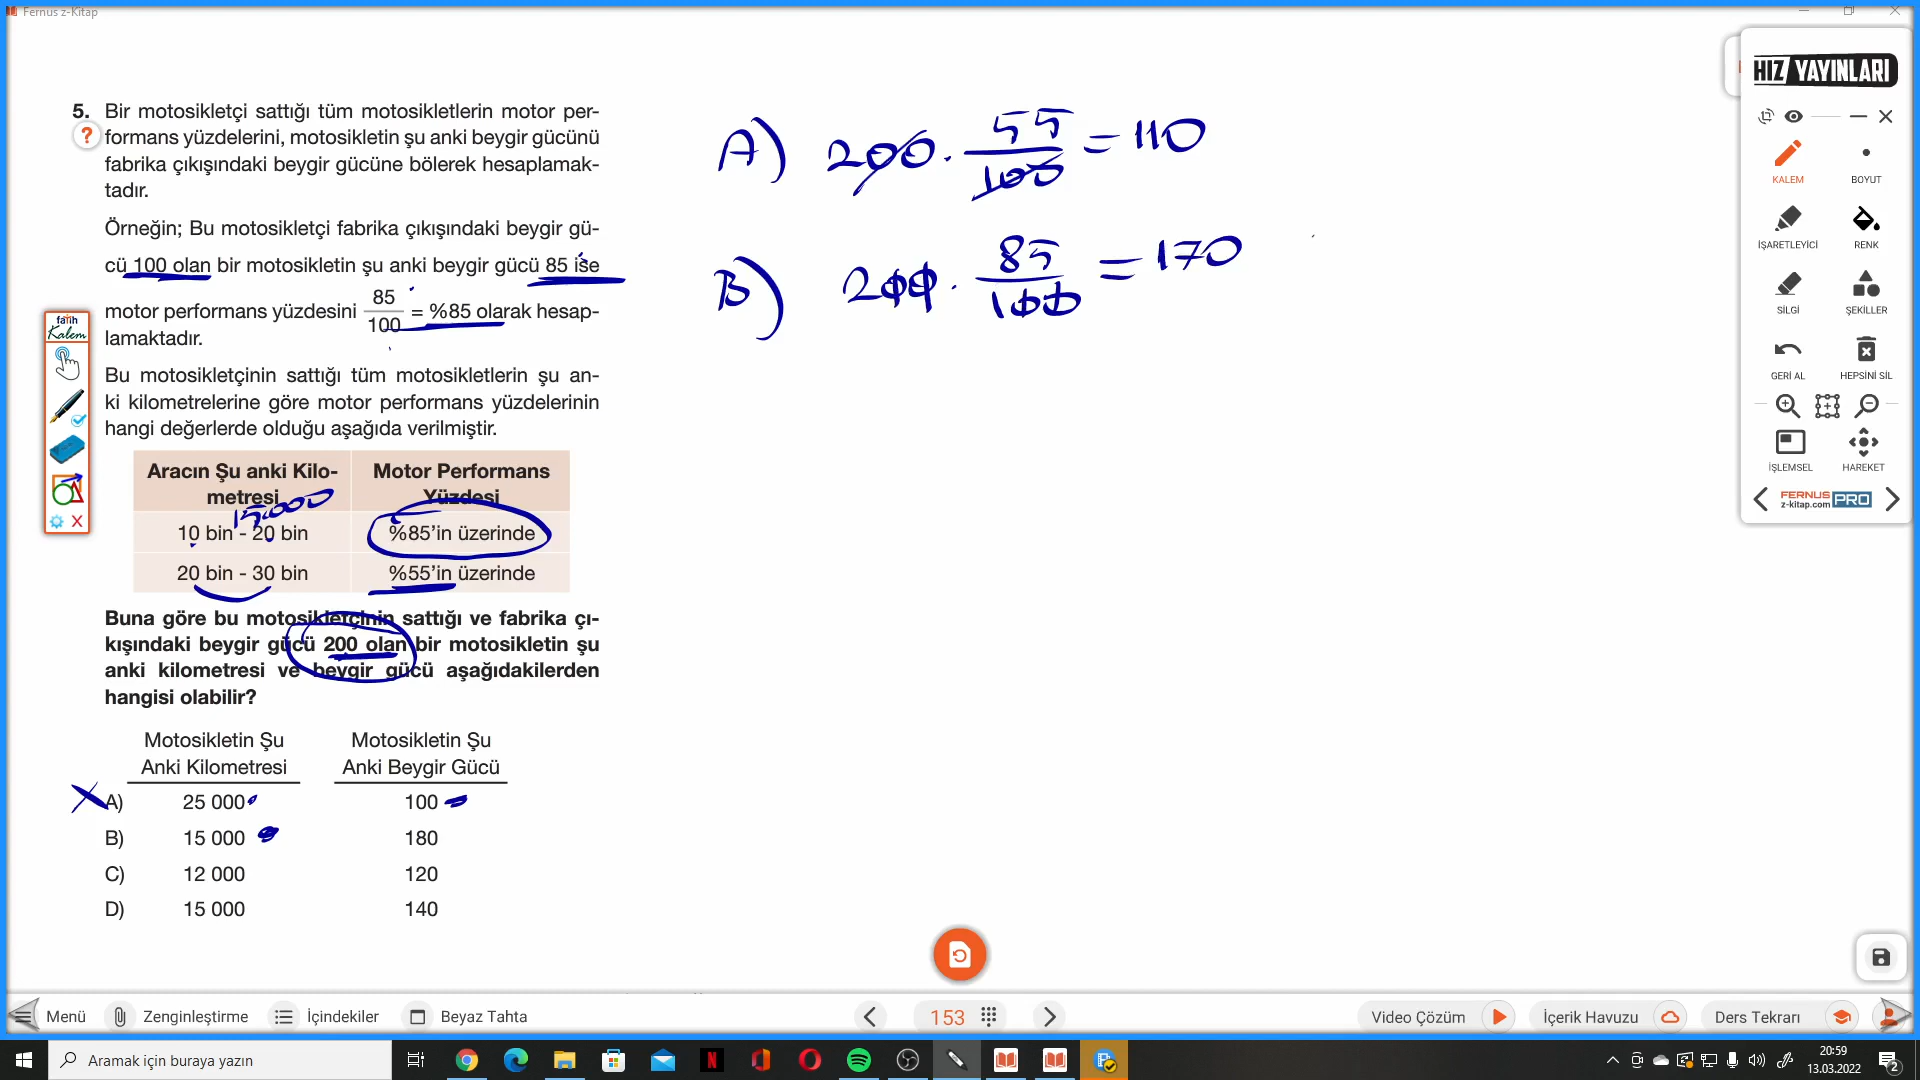 Fernus z-Kitap
5. Bir motosikletçi sattığı tüm motosikletlerin motor per-
? formans yüzdelerini, motosikletin şu anki beygir gücünü
fabrika çıkışındaki beygir gücüne bölerek hesaplamak-
tadır.
Örneğin; Bu motosikletçi fabrika çıkışındaki beygir gü-
cü 100 olan bir motosikletin şu anki beygir gücü 85 ise
motor performans yüzdesini 85/100 = %85 olarak hesap-
lamaktadır.
Bu motosikletçinin sattığı tüm motosikletlerin şu an-
ki kilometrelerine göre motor performans yüzdelerinin
hangi değerlerde olduğu aşağıda verilmiştir.
Aracın Şu anki Kilo- Motor Performans
metresi Yüzdesi
15000
10 bin - 20 bin %85'in üzerinde
20 bin - 30 bin %55'in üzerinde
Buna göre bu motosikletçinin sattığı ve fabrika çı-
kışındaki beygir gücü 200 olan bir motosikletin şu
anki kilometresi ve beygir gücü aşağıdakilerden
hangisi olabilir?
Motosikletin Şu Motosikletin Şu
Anki Kilometresi Anki Beygir Gücü
A) 25 000 100
B) 15 000 180
C) 12 000 120
D) 15 000 140
A) 200 . 55/100 = 110
B) 200 . 85/100 = 170
fatih
Kalem
HIZ YAYINLARI
KALEM BOYUT
İŞARETLEYİCİ RENK
SİLGİ ŞEKİLLER
GERİ AL HEPSİNİ SİL
İŞLEMSEL HAREKET
FERNUS PRO
z-kitap.com
Menü Zenginleştirme İçindekiler Beyaz Tahta 153 Video Çözüm İçerik Havuzu Ders Tekrarı
Aramak için buraya yazın
20:59
13.03.2022
2